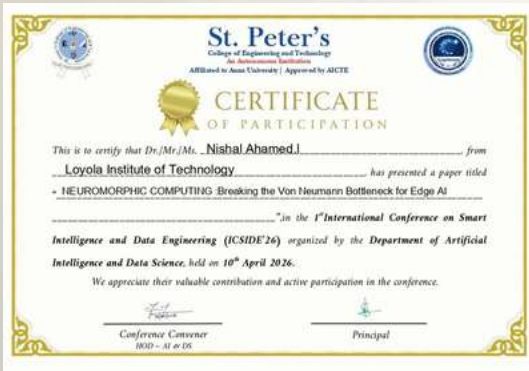 St. Peter's
College of Engineering and Technology
An Autonomous Institution
Affiliated to Anna University | Approved by AICTE
CERTIFICATE
OF PARTICIPATION
This is to certify that Dr./Mr./Ms. Nishal Ahamed.I from
Loyola Institute of Technology has presented a paper titled
" NEUROMORPHIC COMPUTING :Breaking the Von Neumann Bottleneck for Edge AI
",in the 1st International Conference on Smart
Intelligence and Data Engineering (ICSIDE'26) organized by the Department of Artificial
Intelligence and Data Science, held on 10th April 2026.
We appreciate their valuable contribution and active participation in the conference.
Conference Convener
HOD – AI & DS
Principal